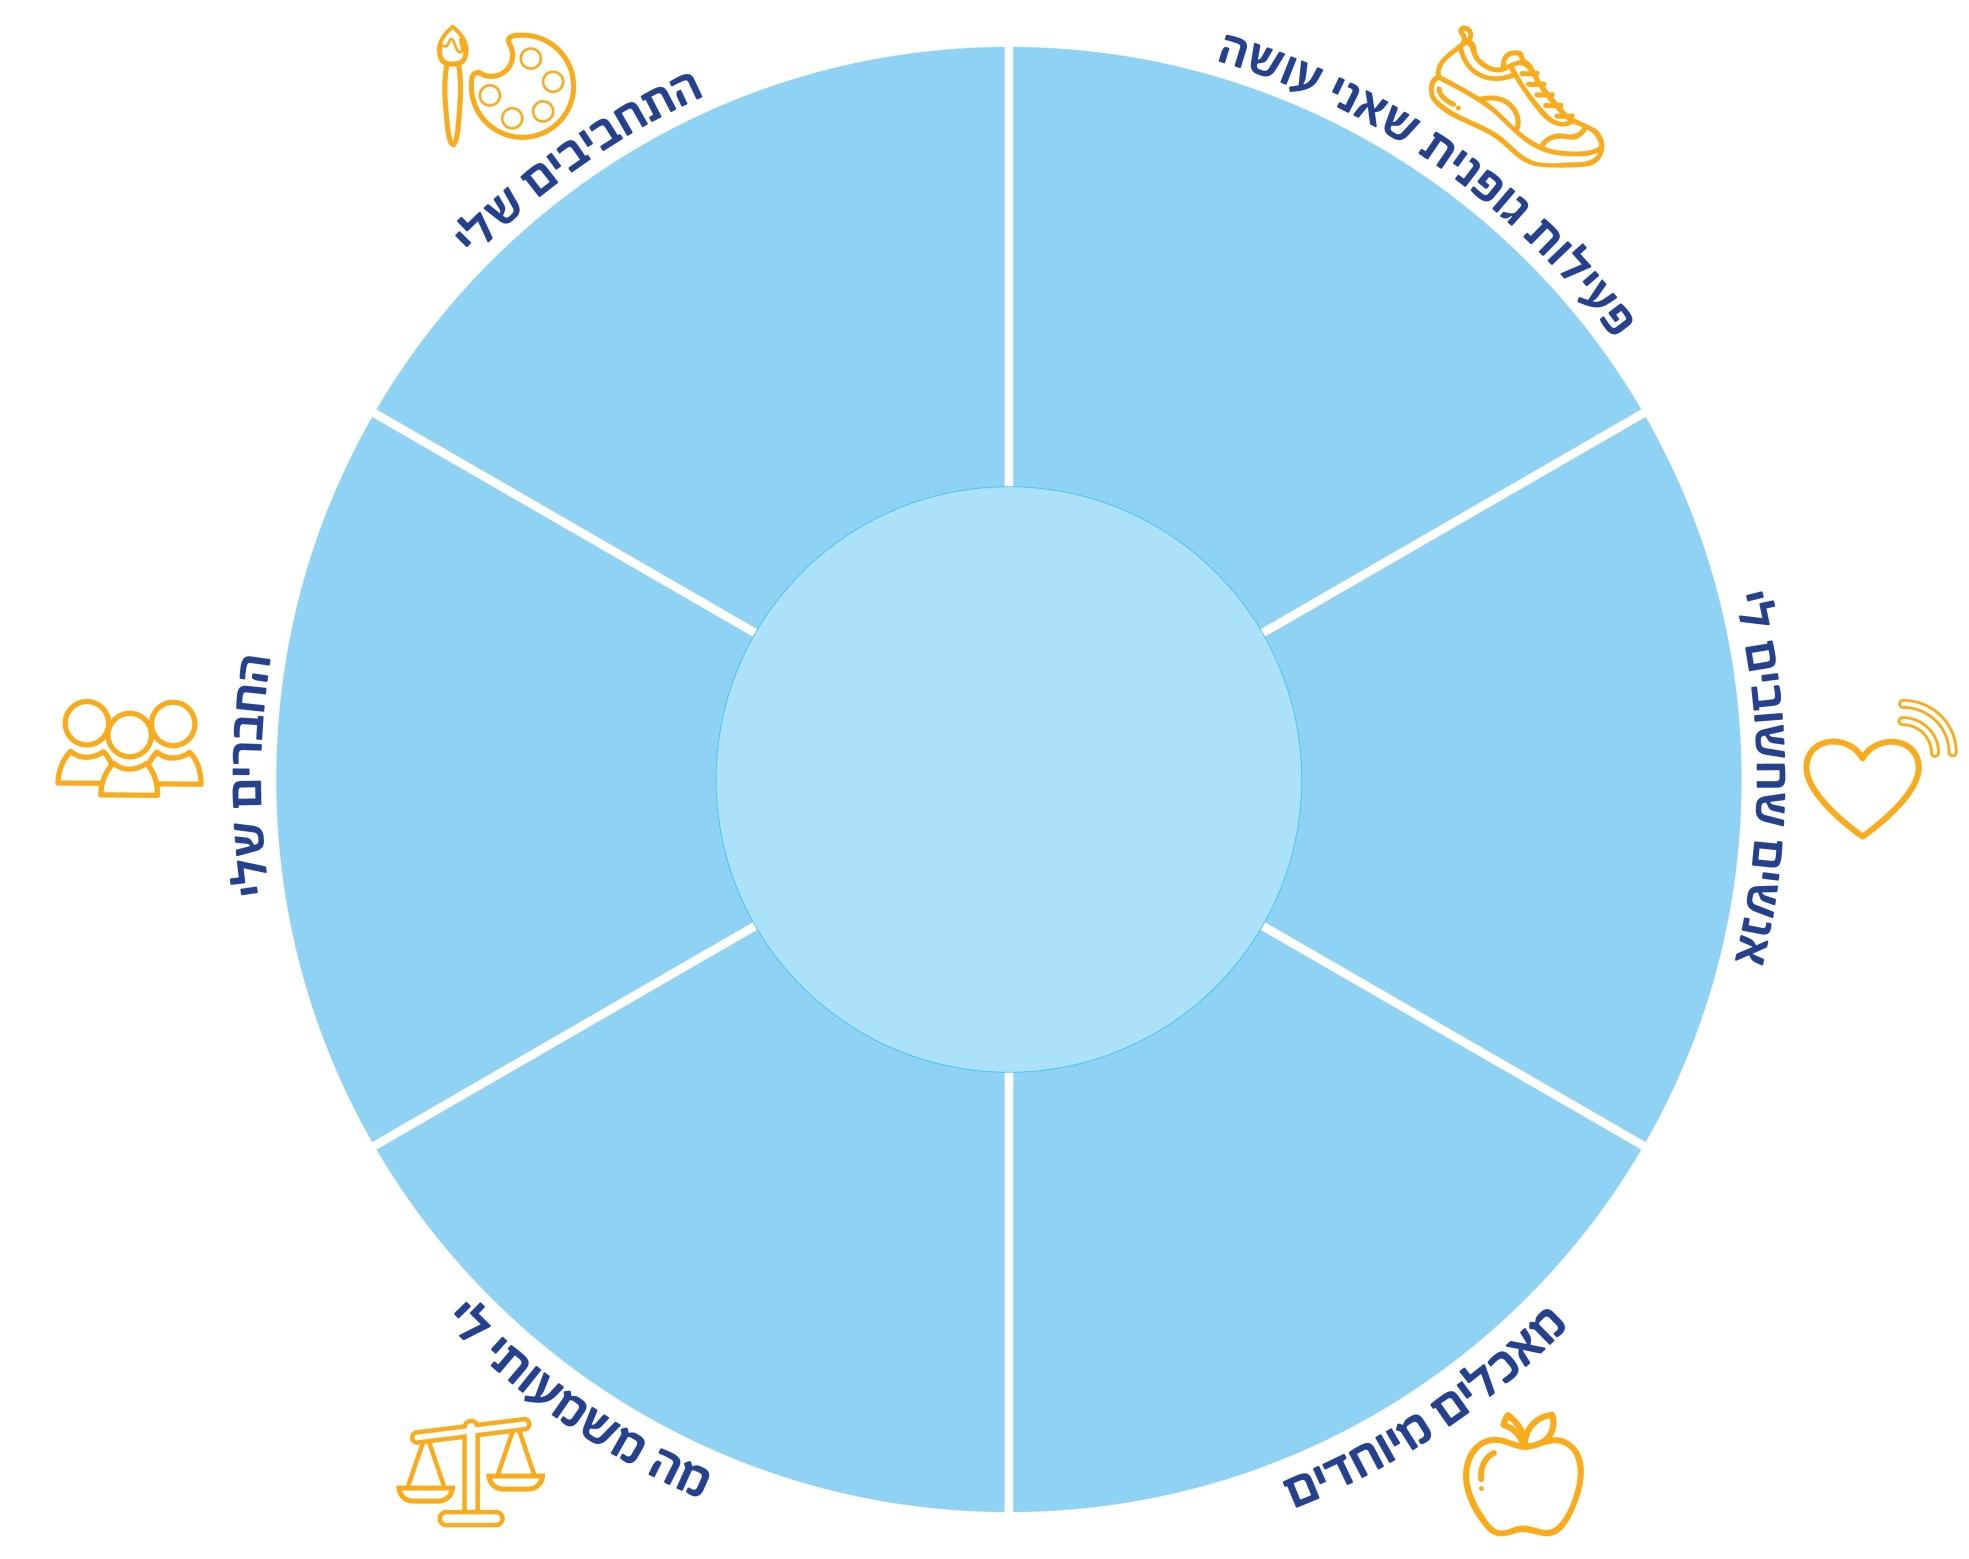 פעילות גופנית שאני עושה
אנשים שחשובים לי
מאכלים מיוחדים
מה משמעותי לי
החברים שלי
התחביבים שלי